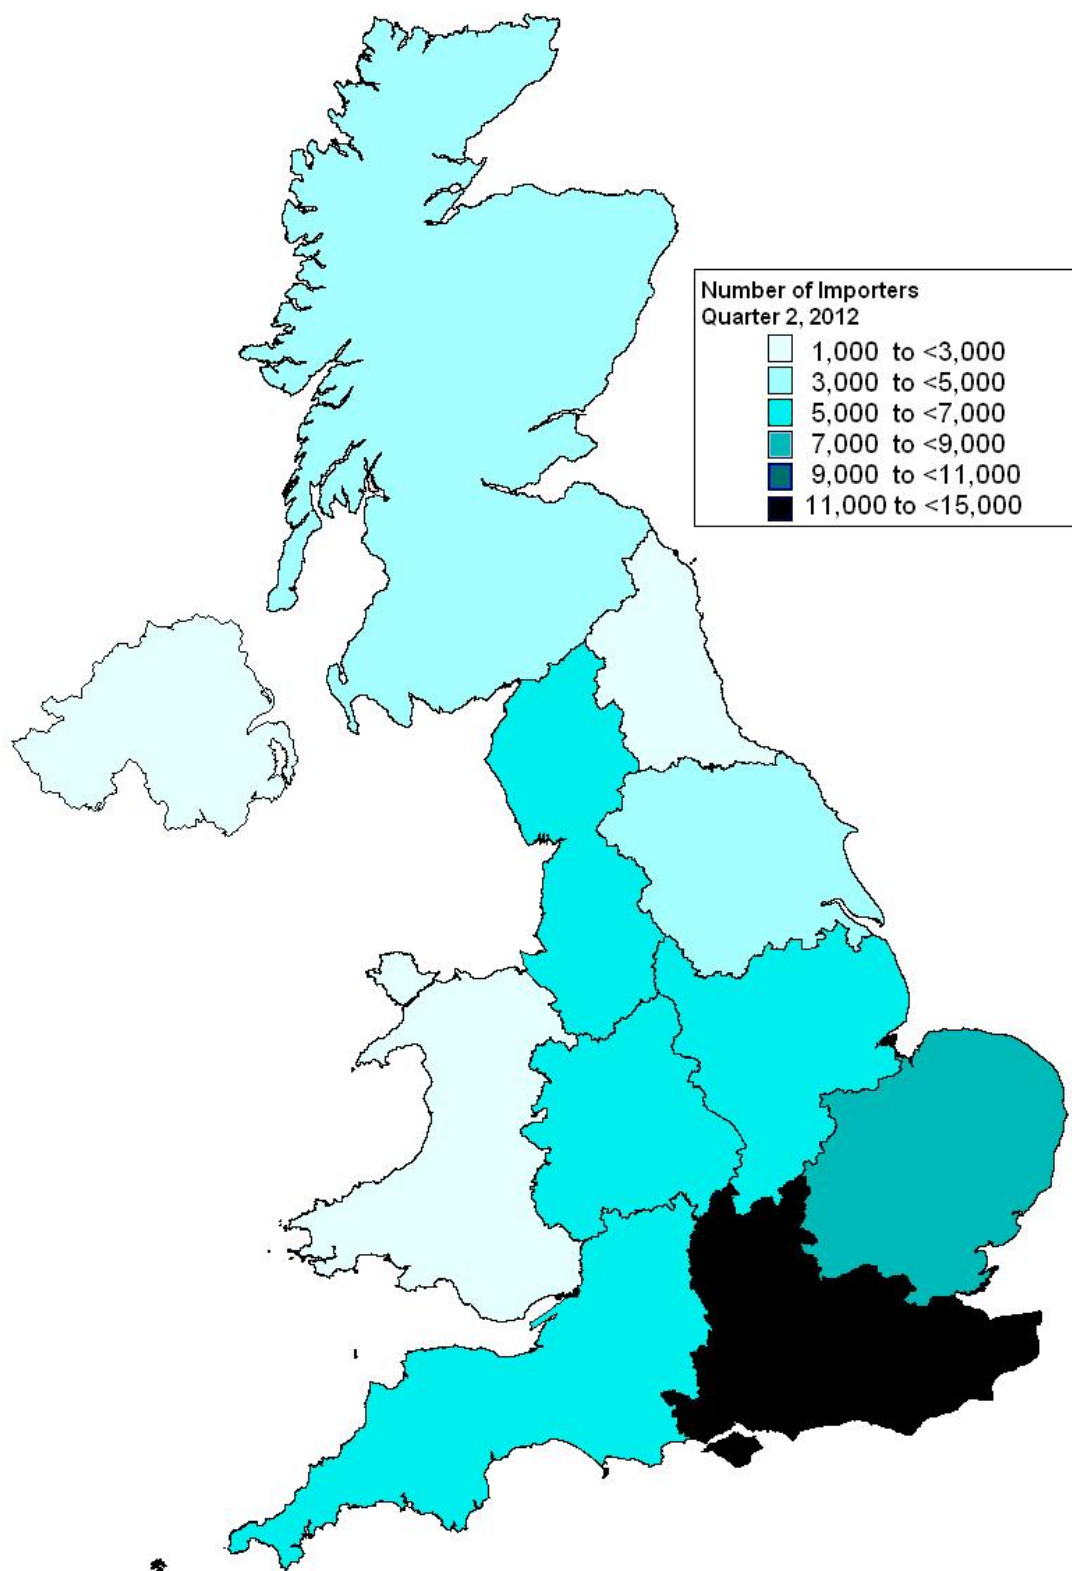 Number of Importers
Quarter 2, 2012
1,000 to <3,000
3,000 to <5,000
5,000 to <7,000
7,000 to <9,000
9,000 to <11,000
11,000 to <15,000